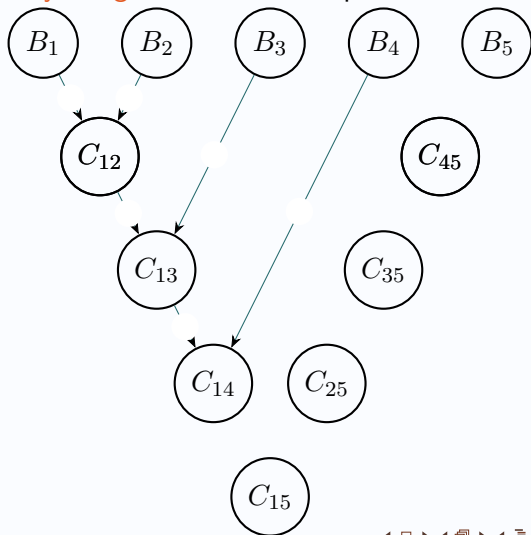 B₁ B₂ B₃ B₄ B₅
C₁₂ C₄₅
C₁₃ C₃₅
C₁₄ C₂₅
C₁₅